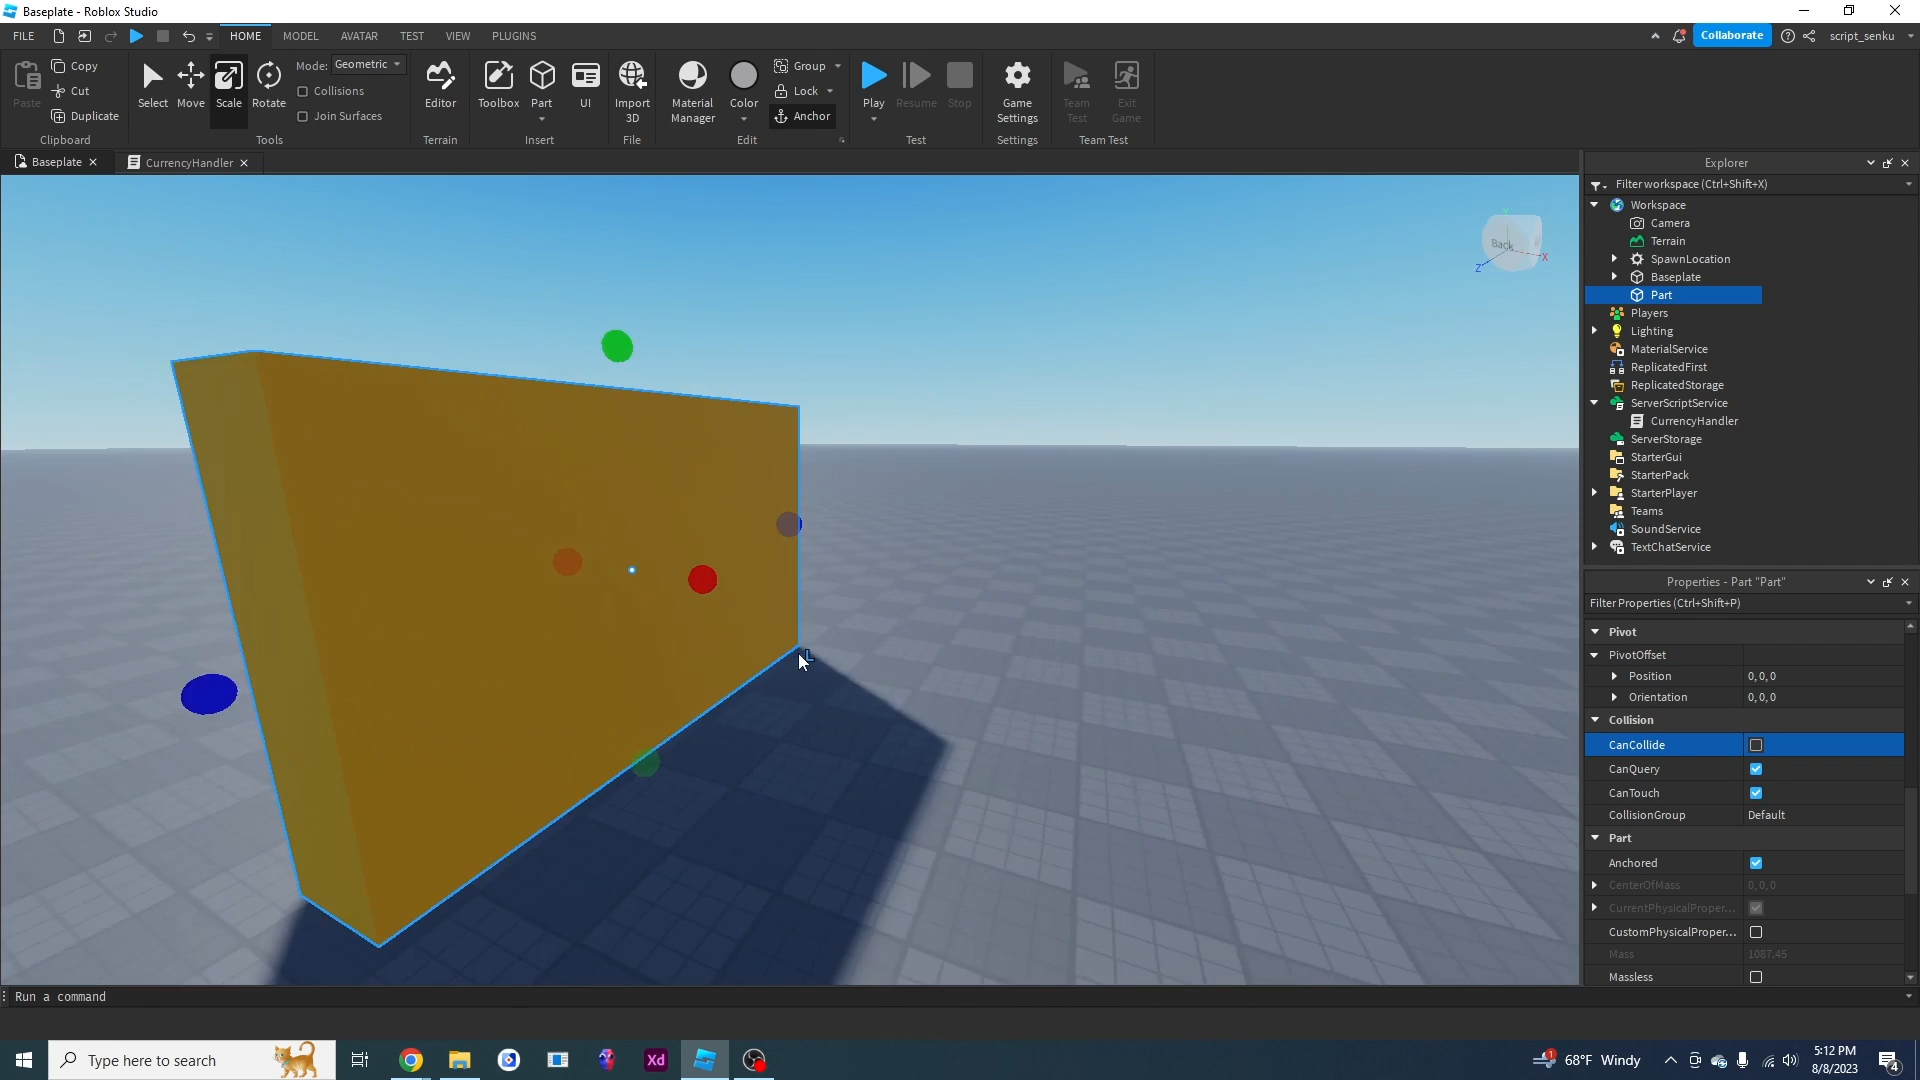 Baseplate - Roblox Studio
FILE
HOME
MODEL
AVATAR
TEST
VIEW
PLUGINS
Collaborate
script_senku
Paste
Copy
Cut
Duplicate
Clipboard
Select
Move
Scale
Rotate
Mode:
Geometric
Collisions
Join Surfaces
Tools
Editor
Terrain
Toolbox
Part
UI
Insert
Import
3D
File
Material
Manager
Color
Group
Lock
Anchor
Edit
Play
Resume
Stop
Test
Game
Settings
Settings
Team
Test
Exit
Game
Team Test
Baseplate
CurrencyHandler
Back
Y
X
Z
Explorer
Filter workspace (Ctrl+Shift+X)
Workspace
Camera
Terrain
SpawnLocation
Baseplate
Part
Players
Lighting
MaterialService
ReplicatedFirst
ReplicatedStorage
ServerScriptService
CurrencyHandler
ServerStorage
StarterGui
StarterPack
StarterPlayer
Teams
SoundService
TextChatService
Properties - Part "Part"
Filter Properties (Ctrl+Shift+P)
Pivot
PivotOffset
Position 0, 0, 0
Orientation 0, 0, 0
Collision
CanCollide
CanQuery
CanTouch
CollisionGroup Default
Part
Anchored
CenterOfMass 0, 0, 0
CurrentPhysicalProper...
CustomPhysicalProper...
Mass 1087.45
Massless
Run a command
Type here to search
Xd
1
68°F Windy
5:12 PM
8/8/2023
4